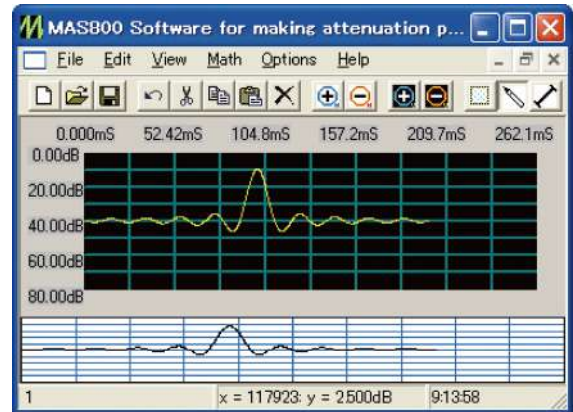 MAS800 Software for making attenuation p...
File Edit View Math Options Help
0.000mS 52.42mS 104.8mS 157.2mS 209.7mS 262.1mS
0.00dB
20.00dB
40.00dB
60.00dB
80.00dB
1 x = 117923: y = 2.500dB 9:13:58